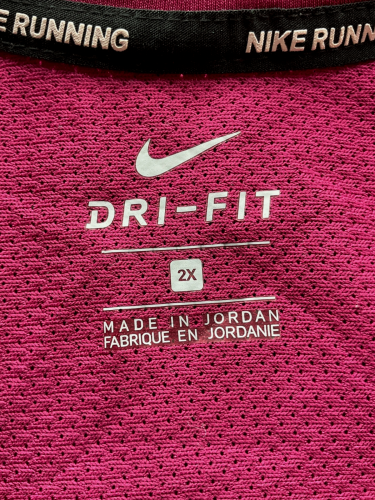 NIKE RUNNING NIKE RUNNING
DRI-FIT
2X
MADE IN JORDAN
FABRIQUE EN JORDANIE